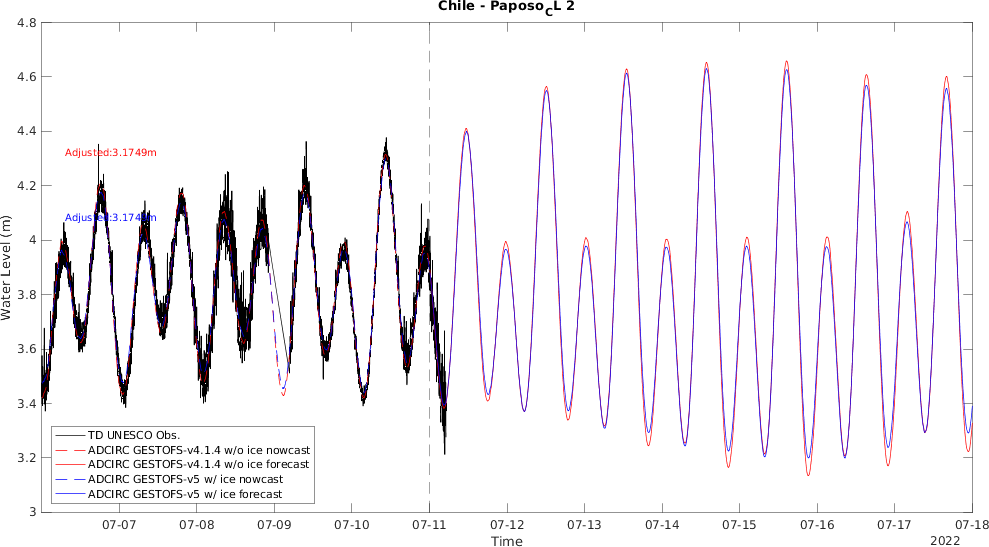 Chile - Paposo_CL 2
Water Level (m)
4.8
4.6
4.4
4.2
4
3.8
3.6
3.4
3.2
3
Adjusted:3.1749m
TD UNESCO Obs.
ADCIRC GESTOFS-v4.1.4 w/o ice nowcast
ADCIRC GESTOFS-v4.1.4 w/o ice forecast
ADCIRC GESTOFS-v5 w/ ice nowcast
ADCIRC GESTOFS-v5 w/ ice forecast
07-07 07-08 07-09 07-10 07-11 07-12 07-13 07-14 07-15 07-16 07-17 07-18
Time
2022